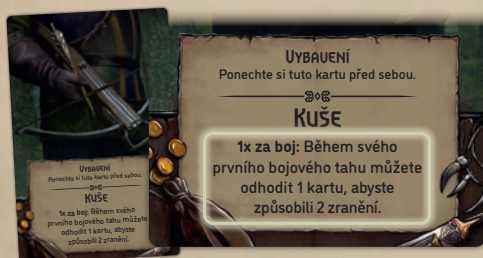 VYBAVENÍ
Ponechte si tuto kartu před sebou.
KUŠE
1x za boj: Během svého
prvního bojového tahu můžete
odhodit 1 kartu, abyste
způsobili 2 zranění.
VYBAVENÍ
Ponechte si tuto kartu před sebou.
KUŠE
1x za boj: Během svého
prvního bojového tahu můžete
odhodit 1 kartu, abyste
způsobili 2 zranění.